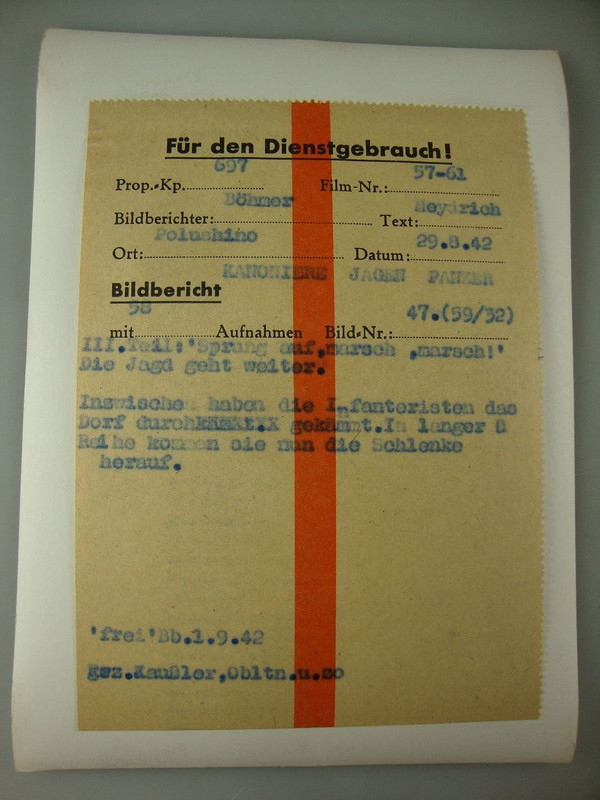 Für den Dienstgebrauch!
Prop.-Kp. 697 Film-Nr.: 57-61
Bildberichter: Böhmer Text: Heydrich
Ort: Polushino Datum: 29.8.42
KANONIERE JAGEN PANZER
Bildbericht
mit 58 Aufnahmen Bild-Nr.: 47.(59/32)
III.Teil:'Sprung auf,marsch ,marsch!'
Die Jagd geht weiter.
Inzwischen haben die Infanteristen das
Dorf gekämmt.In langer
Reihe kommen sie nun die Schlenke
herauf.
'frei'Bb.1.9.42
gez.Kaußler,Obltn.u.